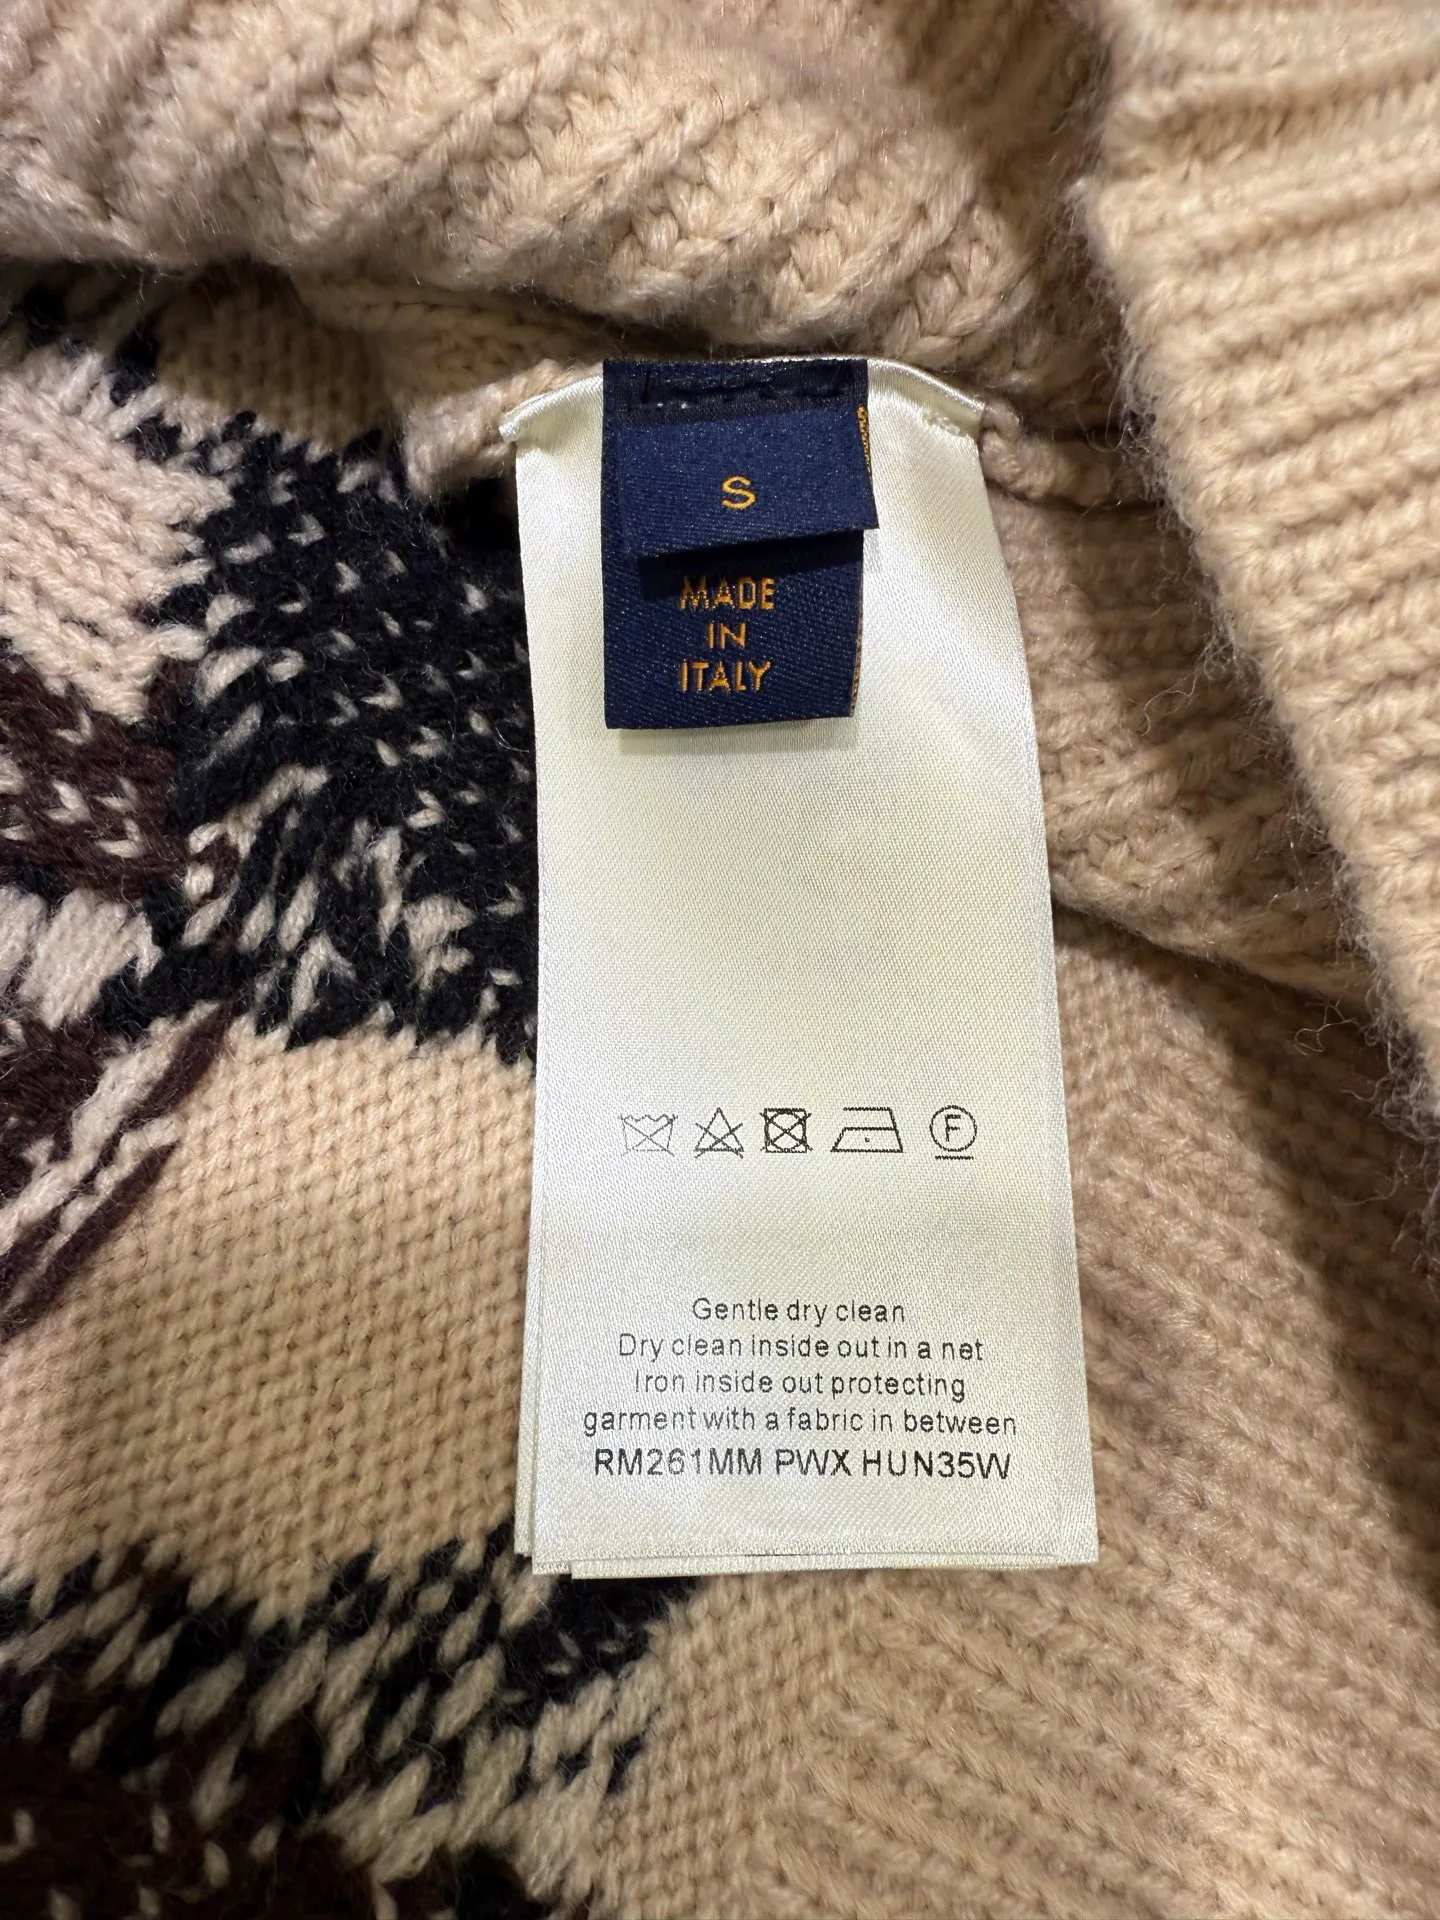 S
MADE
IN
ITALY
F
Gentle dry clean
Dry clean inside out in a net
Iron inside out protecting
garment with a fabric in between
RM261MM PWX HUN35W